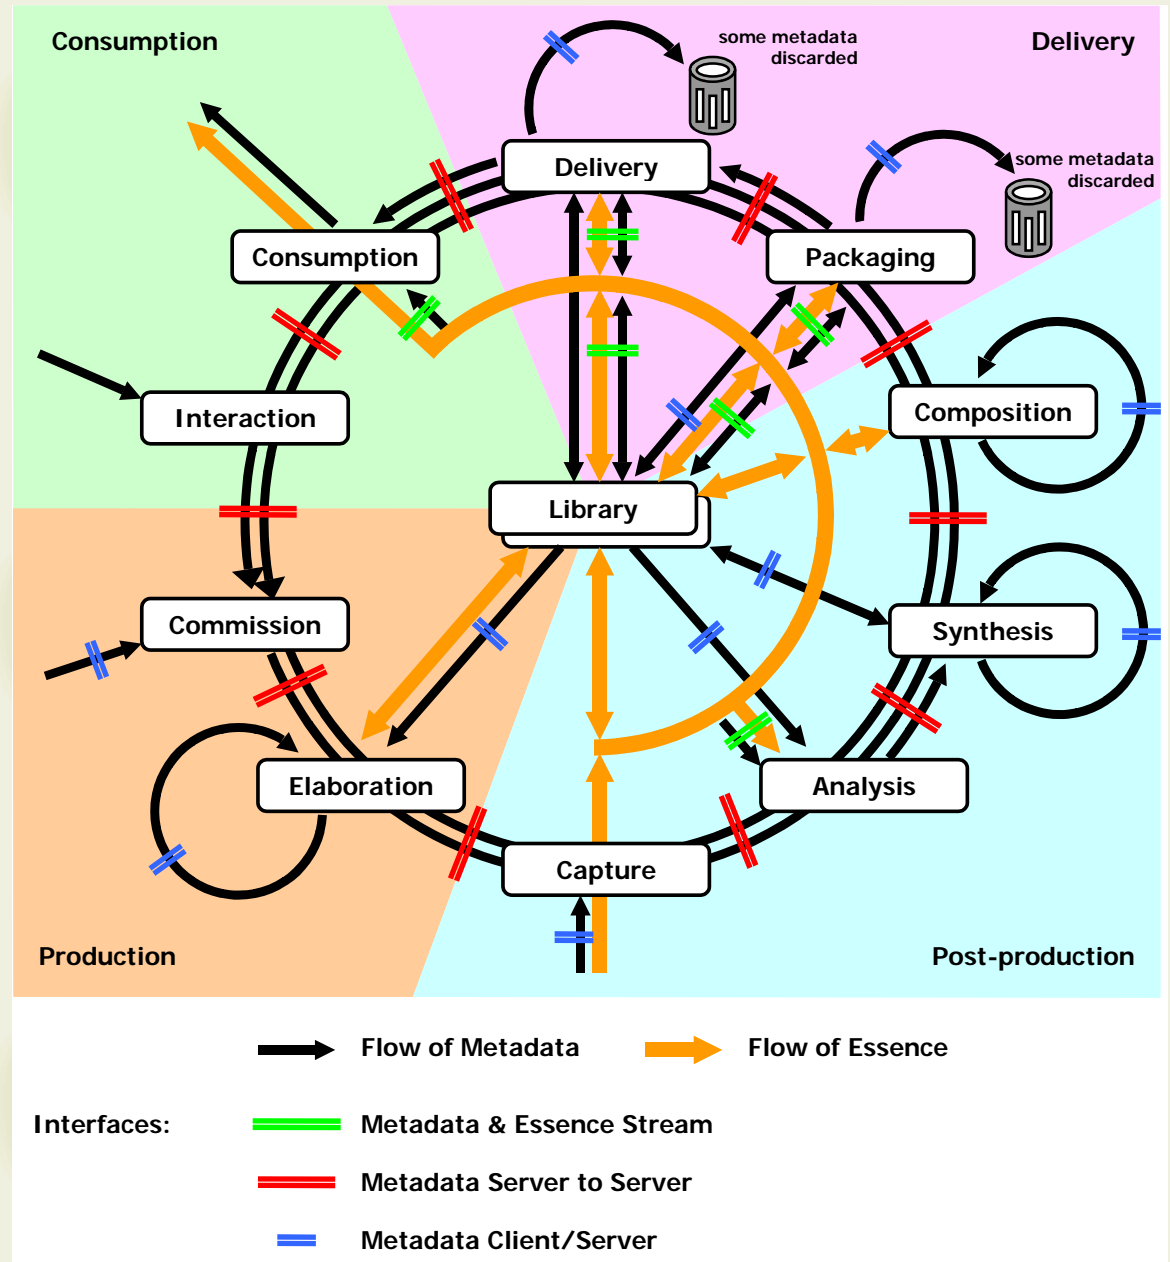 Consumption
Delivery
some metadata
discarded
some metadata
discarded
Delivery
Consumption
Packaging
Interaction
Composition
Library
Commission
Synthesis
Elaboration
Analysis
Capture
Production
Post-production
Flow of Metadata
Flow of Essence
Interfaces:
Metadata & Essence Stream
Metadata Server to Server
Metadata Client/Server